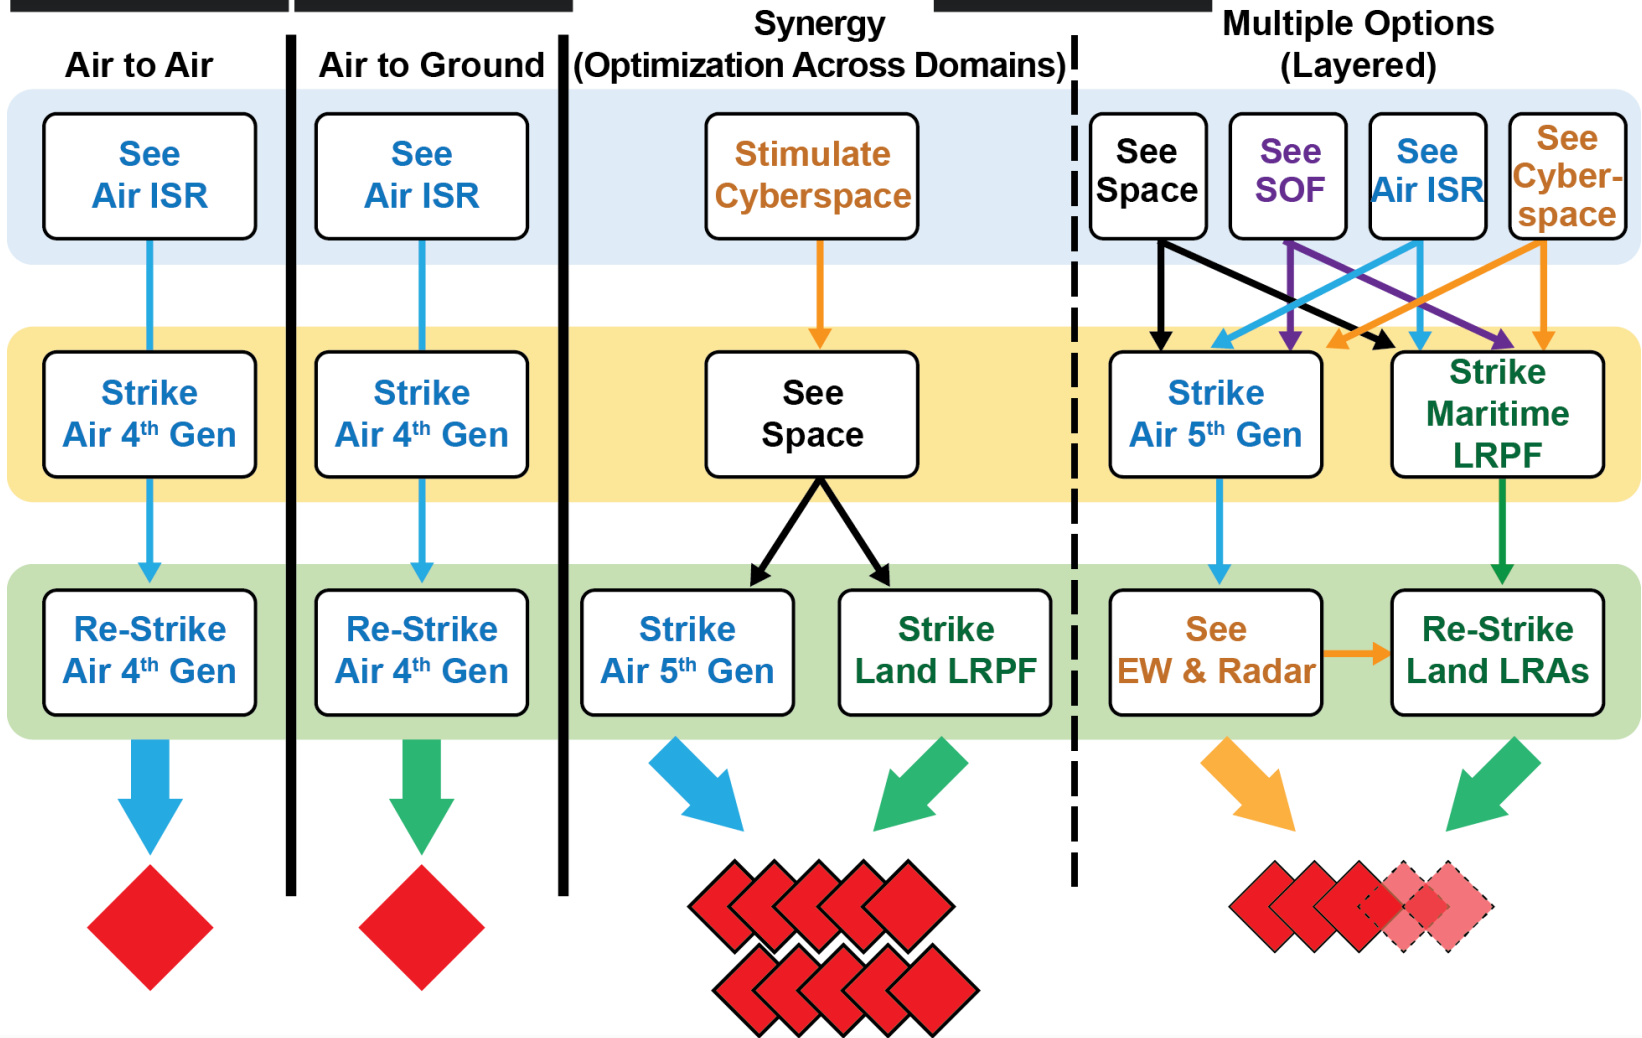 Air to Air
Air to Ground
Synergy
(Optimization Across Domains)
Multiple Options
(Layered)
See
Air ISR
See
Air ISR
Stimulate
Cyberspace
See
Space
See
SOF
See
Air ISR
See
Cyber-
space
Strike
Air 4th Gen
Strike
Air 4th Gen
See
Space
Strike
Air 5th Gen
Strike
Maritime
LRPF
Re-Strike
Air 4th Gen
Re-Strike
Air 4th Gen
Strike
Air 5th Gen
Strike
Land LRPF
See
EW & Radar
Re-Strike
Land LRAs